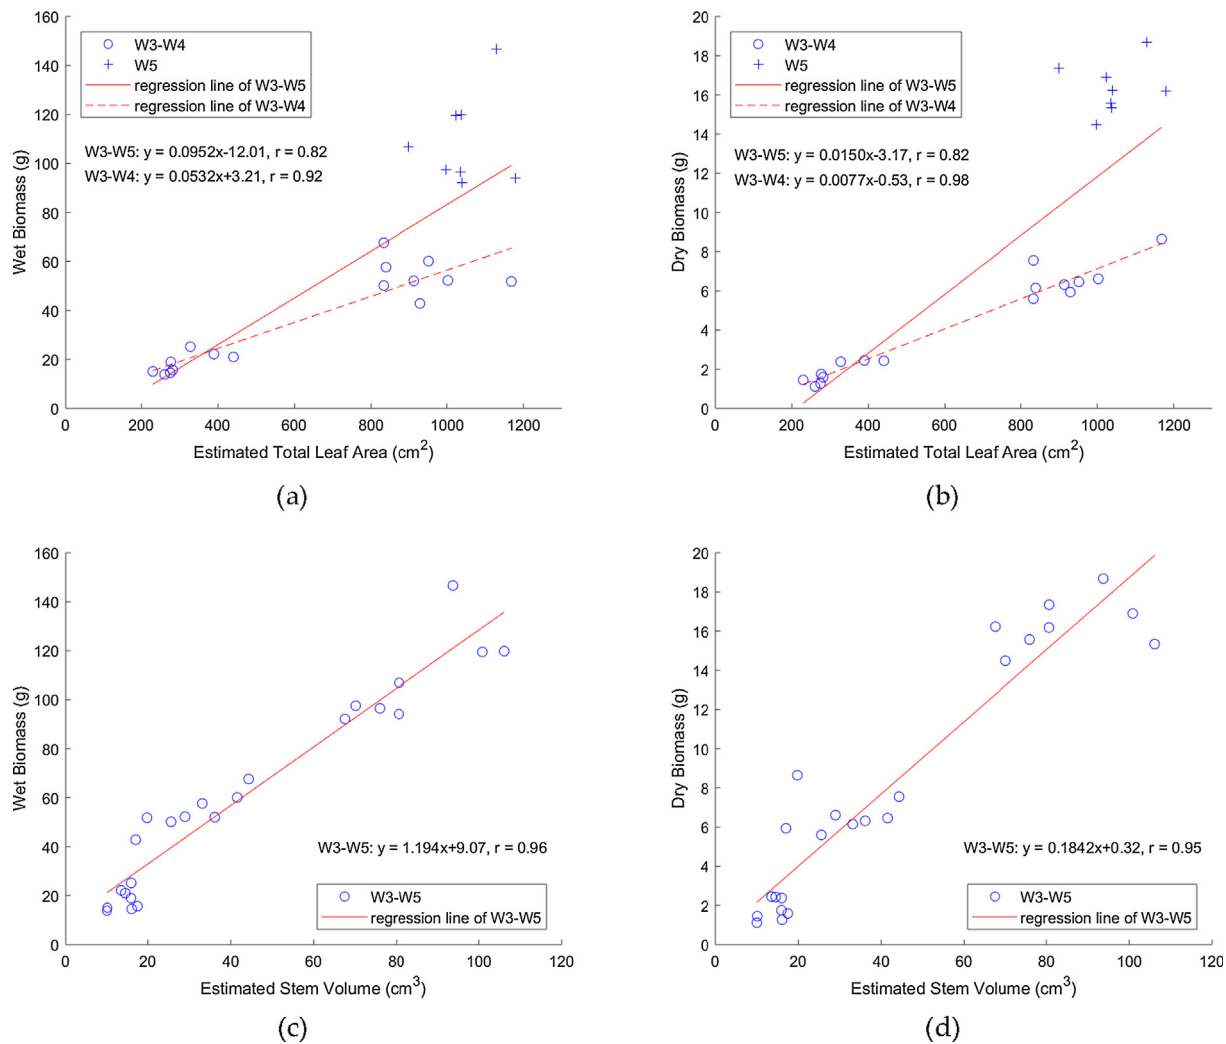 160
140
120
100
80
60
40
20
0
Wet Biomass (g)
W3-W4
W5
regression line of W3-W5
regression line of W3-W4
W3-W5: y = 0.0952x-12.01, r = 0.82
W3-W4: y = 0.0532x+3.21, r = 0.92
0 200 400 600 800 1000 1200
Estimated Total Leaf Area (cm²)
(a)
20
18
16
14
12
10
8
6
4
2
0
Dry Biomass (g)
W3-W4
W5
regression line of W3-W5
regression line of W3-W4
W3-W5: y = 0.0150x-3.17, r = 0.82
W3-W4: y = 0.0077x-0.53, r = 0.98
0 200 400 600 800 1000 1200
Estimated Total Leaf Area (cm²)
(b)
160
140
120
100
80
60
40
20
0
Wet Biomass (g)
W3-W5: y = 1.194x+9.07, r = 0.96
W3-W5
regression line of W3-W5
0 20 40 60 80 100 120
Estimated Stem Volume (cm³)
(c)
20
18
16
14
12
10
8
6
4
2
0
Dry Biomass (g)
W3-W5: y = 0.1842x+0.32, r = 0.95
W3-W5
regression line of W3-W5
0 20 40 60 80 100 120
Estimated Stem Volume (cm³)
(d)